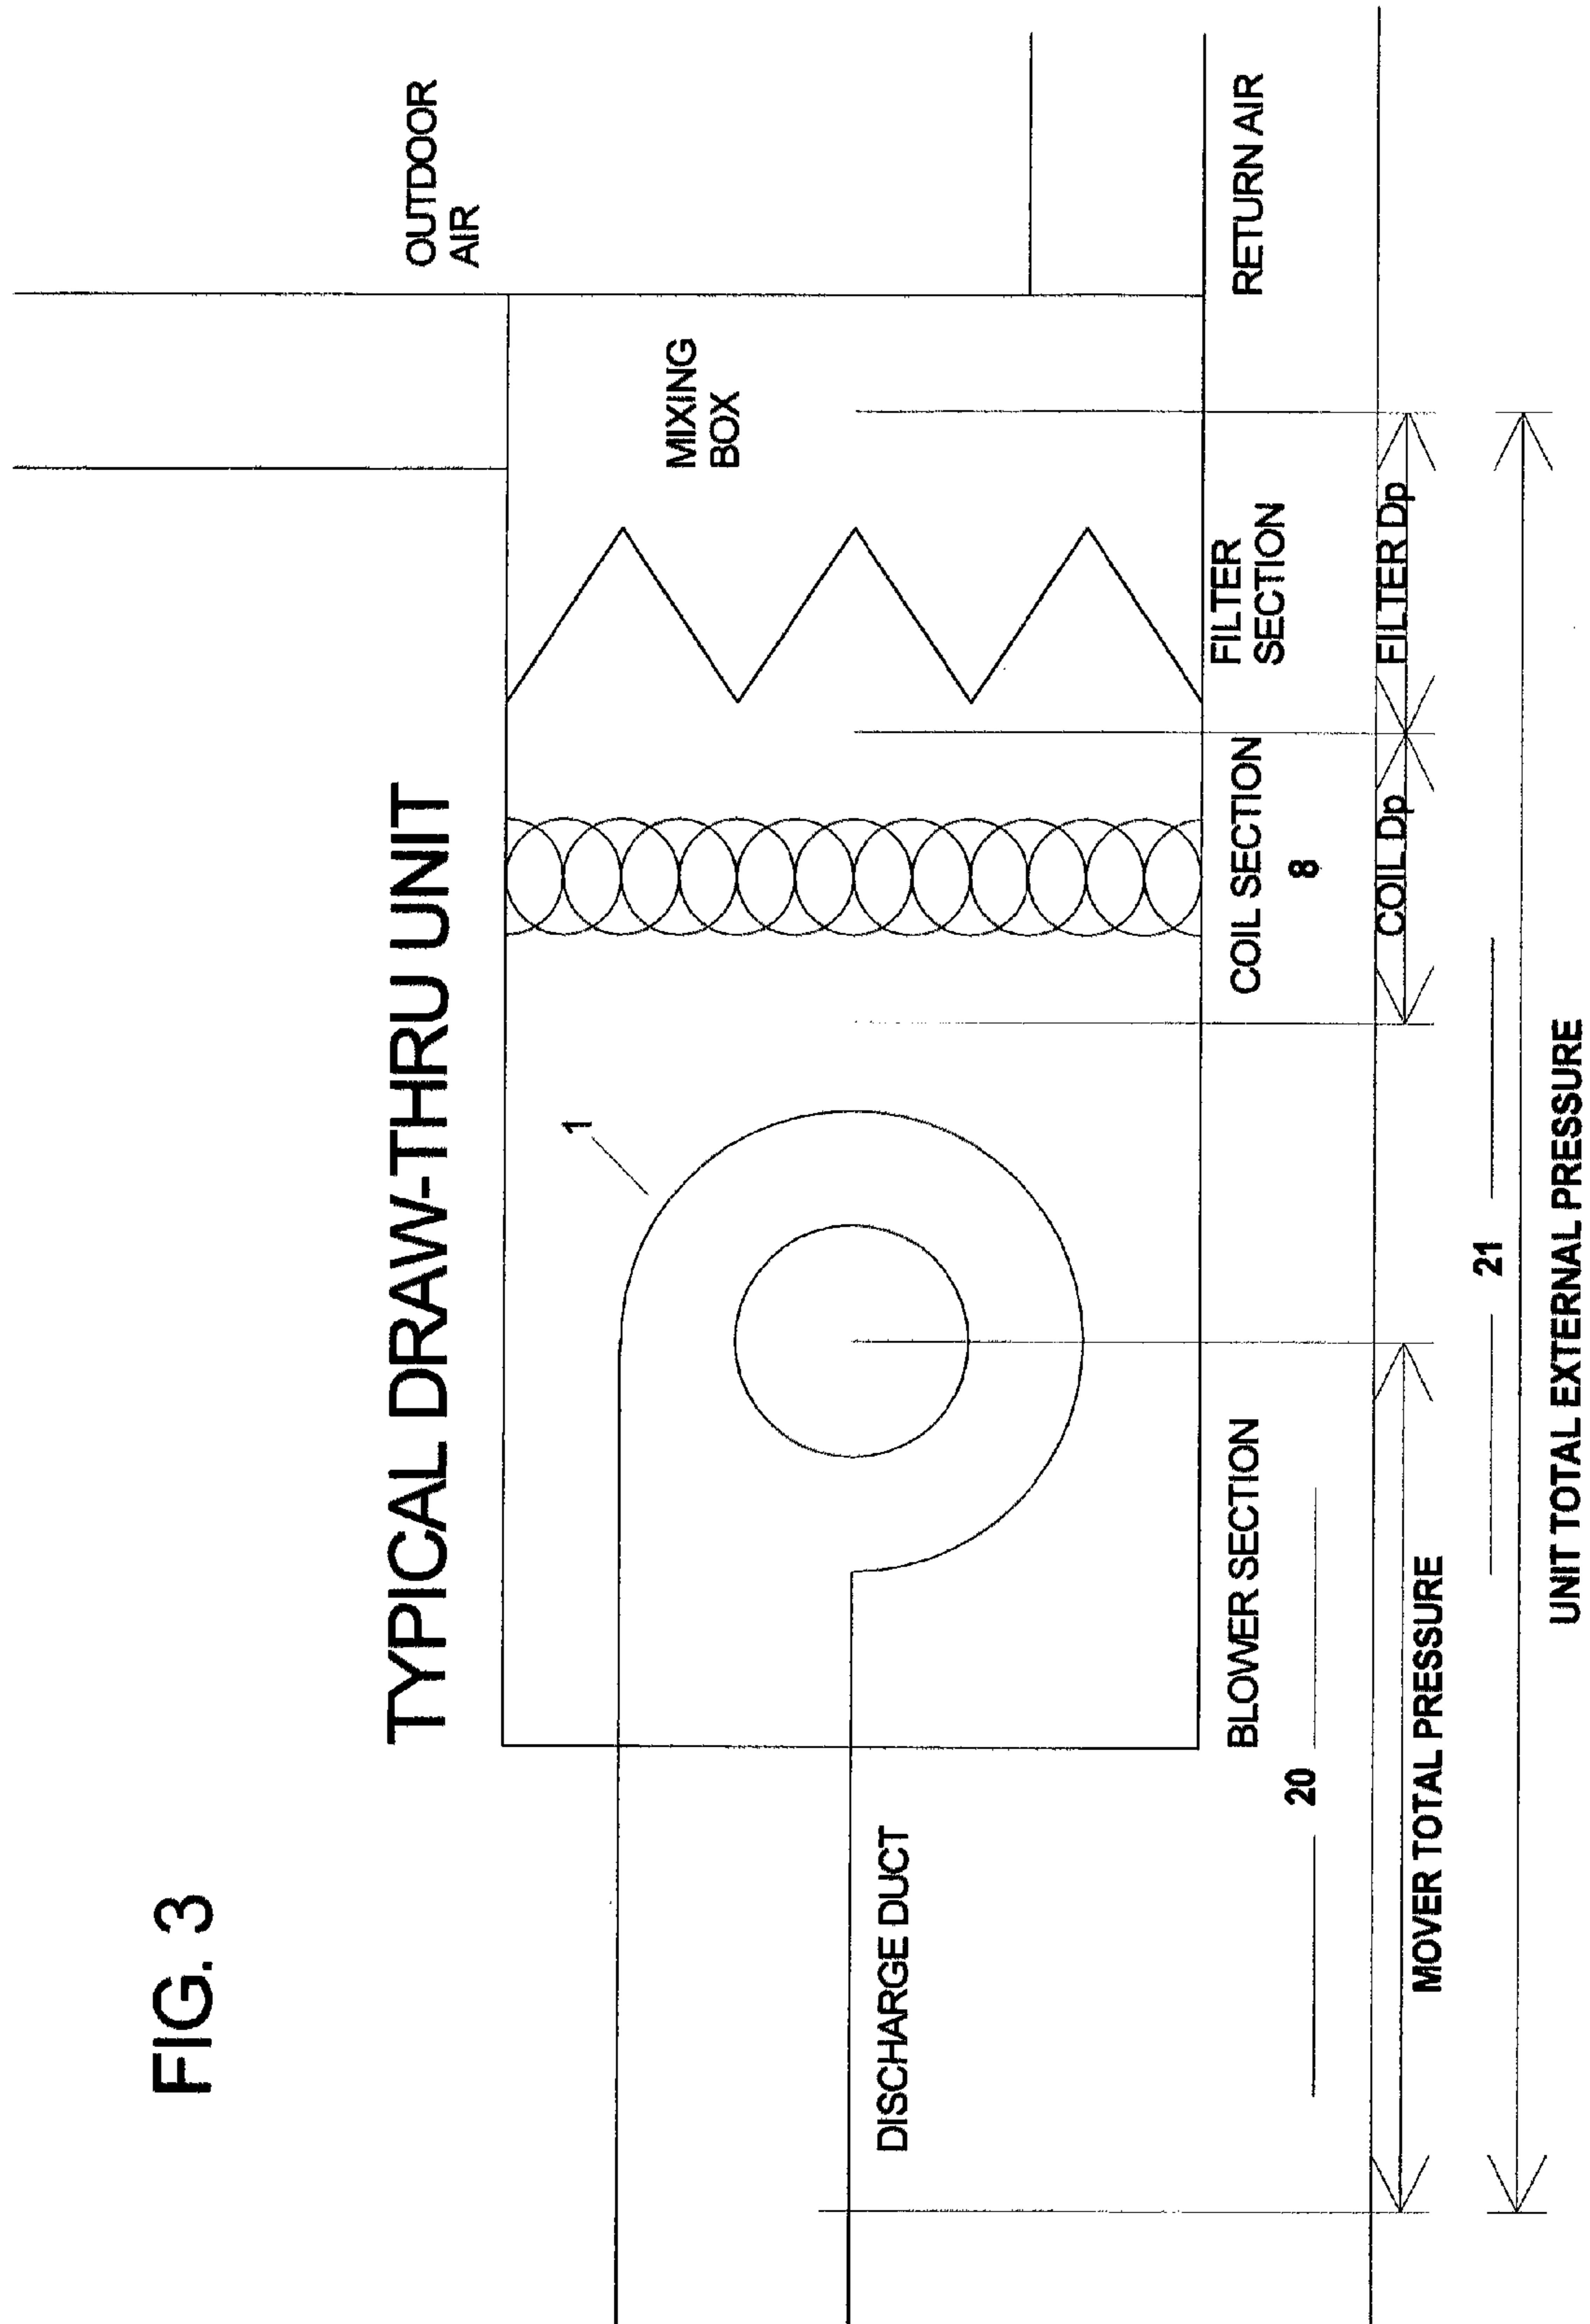 FIG. 3
TYPICAL DRAW-THRU UNIT
OUTDOOR
AIR
MIXING
BOX
1
DISCHARGE DUCT
BLOWER SECTION
COIL SECTION
8
FILTER
SECTION
RETURN AIR
20
COIL Dp
FILTER Dp
MOVER TOTAL PRESSURE
21
UNIT TOTAL EXTERNAL PRESSURE